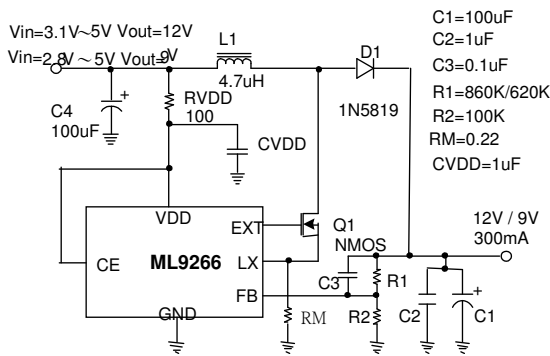 Vin=3.1V～5V Vout=12V
Vin=2.8V～5V Vout=9V
L1
4.7uH
D1
1N5819
C1=100uF
C2=1uF
C3=0.1uF
R1=860K/620K
R2=100K
RM=0.22
CVDD=1uF
C4
100uF
RVDD
100
CVDD
VDD
EXT
Q1
NMOS
CE
ML9266
LX
FB
GND
C3
R1
RM
R2
C2
C1
12V / 9V
300mA